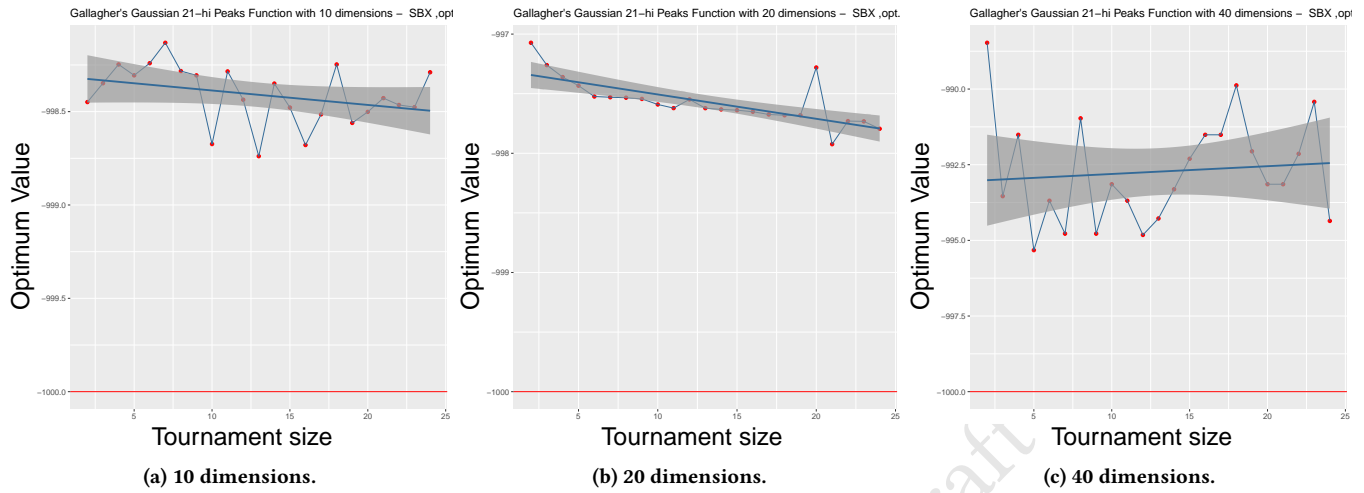 Gallagher's Gaussian 21−hi Peaks Function with 10 dimensions −  SBX ,opt
Optimum Value
−998.5
−999.0
−999.5
−1000.0
5
10
15
20
25
Tournament size
(a) 10 dimensions.
Gallagher's Gaussian 21−hi Peaks Function with 20 dimensions −  SBX ,opt.
Optimum Value
−997
−998
−999
−1000
5
10
15
20
25
Tournament size
(b) 20 dimensions.
Gallagher's Gaussian 21−hi Peaks Function with 40 dimensions −  SBX ,opt
Optimum Value
−990.0
−992.5
−995.0
−997.5
−1000.0
5
10
15
20
25
Tournament size
(c) 40 dimensions.
raft